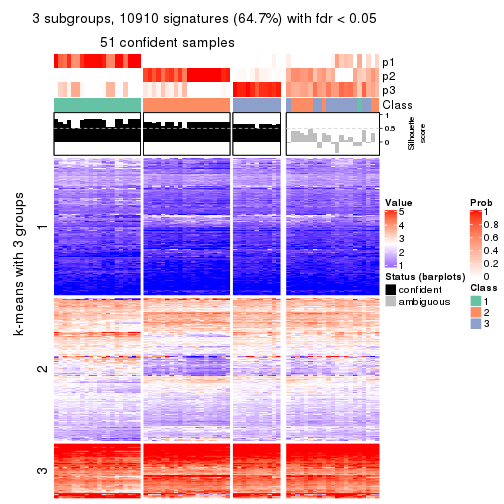 3 subgroups, 10910 signatures (64.7%) with fdr < 0.05
51 confident samples
p1
p2
p3
Class
1
0.5
0
Silhouette
score
k-means with 3 groups
1
2
3
Value
5
4
3
2
1
Status (barplots)
confident
ambiguous
Prob
1
0.8
0.6
0.4
0.2
0
Class
1
2
3